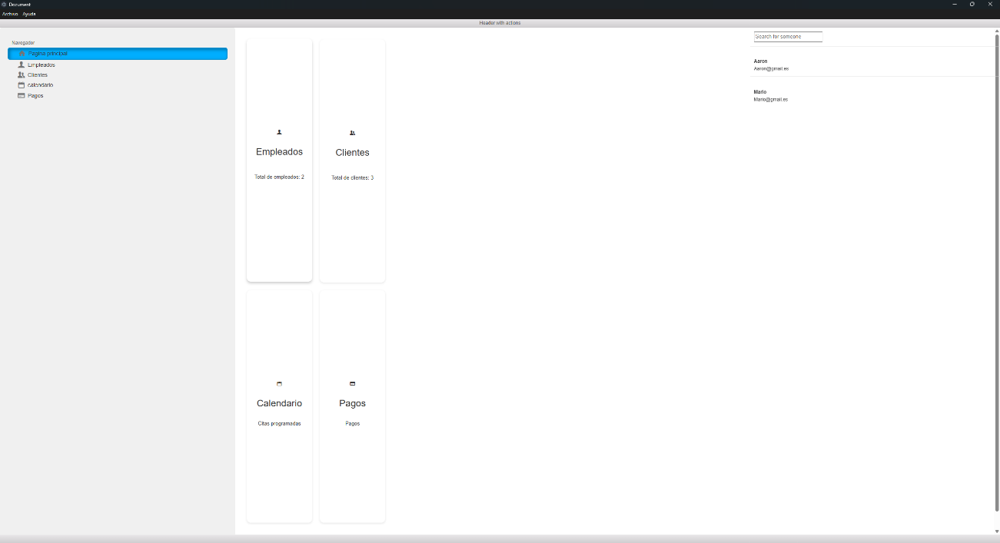 Document
Archivo Ayuda
Header with actions
Navegador
Pagina principal
Empleados
Clientes
calendario
Pagos
Empleados
Total de empleados: 2
Clientes
Total de clientes: 3
Calendario
Citas programadas
Pagos
Pagos
Search for someone
Aaron
Aaron@gmail.es
Mario
Mario@gmail.es